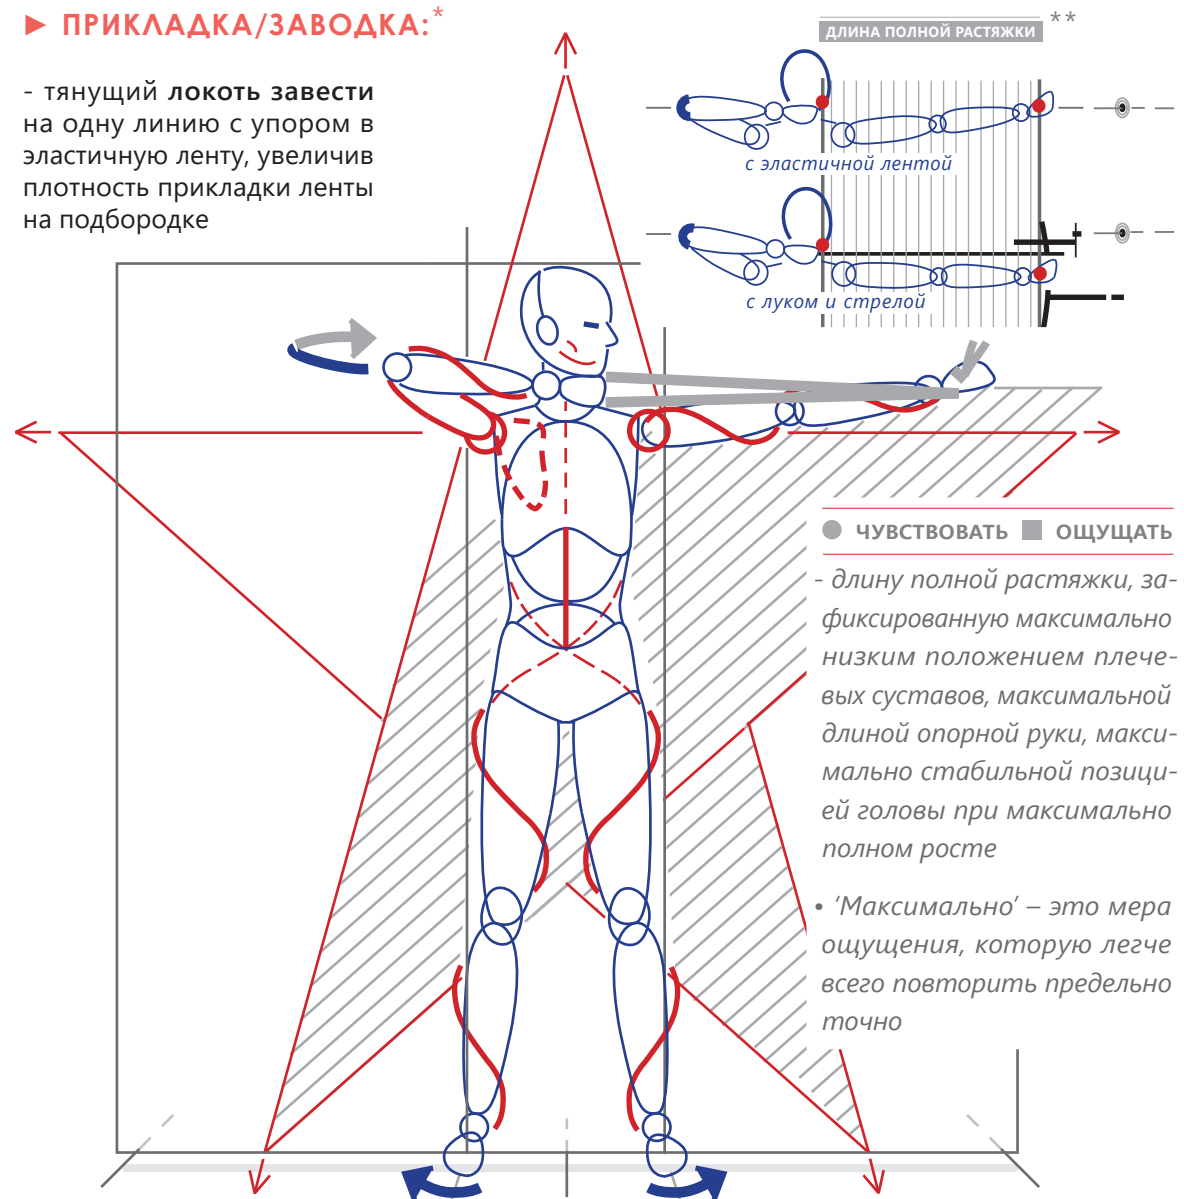 ► ПРИКЛАДКА/ЗАВОДКА:*
- тянущий локоть завести
на одну линию с упором в
эластичную ленту, увеличив
плотность прикладки ленты
на подбородке
ДЛИНА ПОЛНОЙ РАСТЯЖКИ **
с эластичной лентой
с луком и стрелой
● ЧУВСТВОВАТЬ ■ ОЩУЩАТЬ
- длину полной растяжки, за-
фиксированную максимально
низким положением плече-
вых суставов, максимальной
длиной опорной руки, макси-
мально стабильной позици-
ей головы при максимально
полном росте
• ‘Максимально’ – это мера
ощущения, которую легче
всего повторить предельно
точно